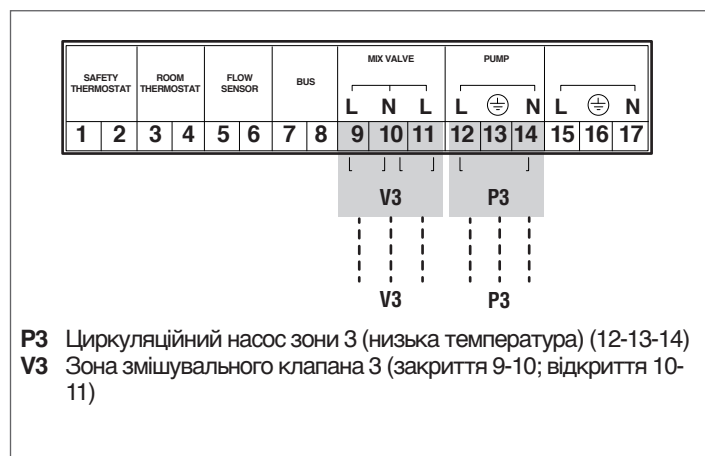 MIX VALVE PUMP
SAFETY THERMOSTAT ROOM THERMOSTAT FLOW SENSOR BUS
L N L L N L N
1 2 3 4 5 6 7 8 9 10 11 12 13 14 15 16 17
V3 P3
V3 P3
P3 Циркуляційний насос зони 3 (низька температура) (12-13-14)
V3 Зона змішувального клапана 3 (закриття 9-10; відкриття 10-
11)